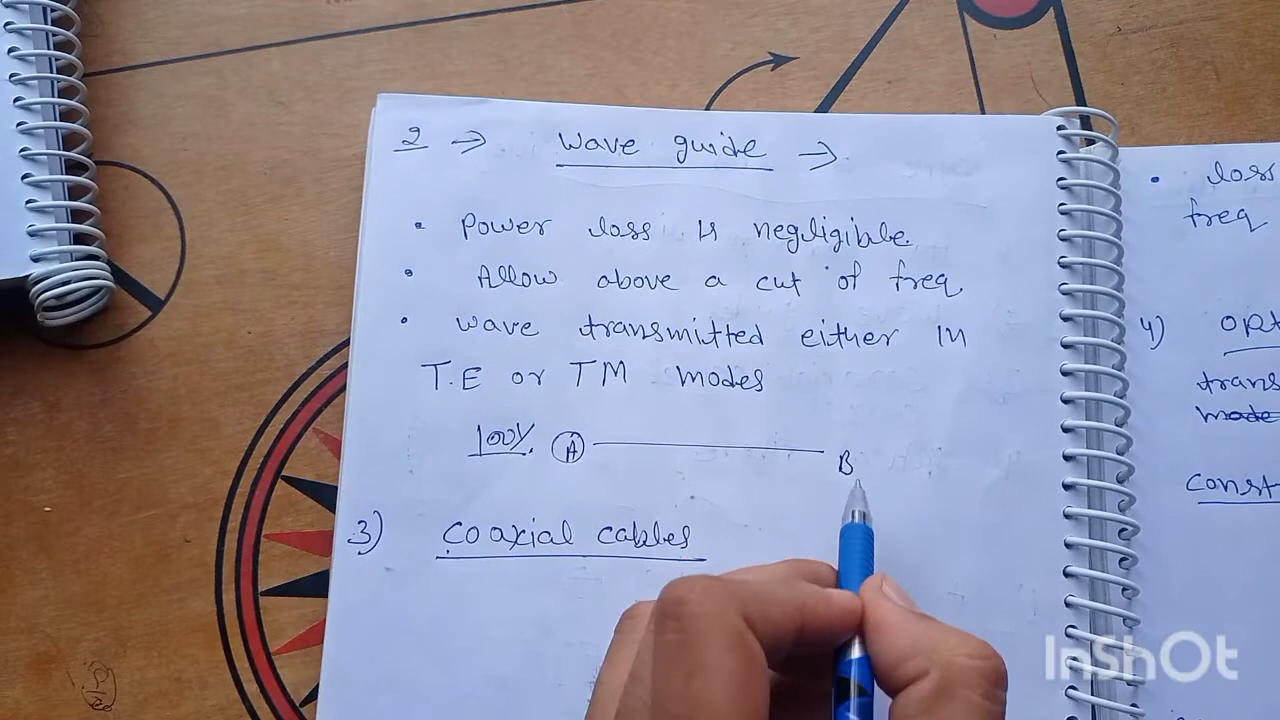 2 → Wave guide →
• Power loss is negligible.
• Allow above a cut of freq
• wave transmitted either in
T.E or TM modes
100% A B
3) coaxial cables
• loss
freq
4) opt
trans
mode
const
InShOt